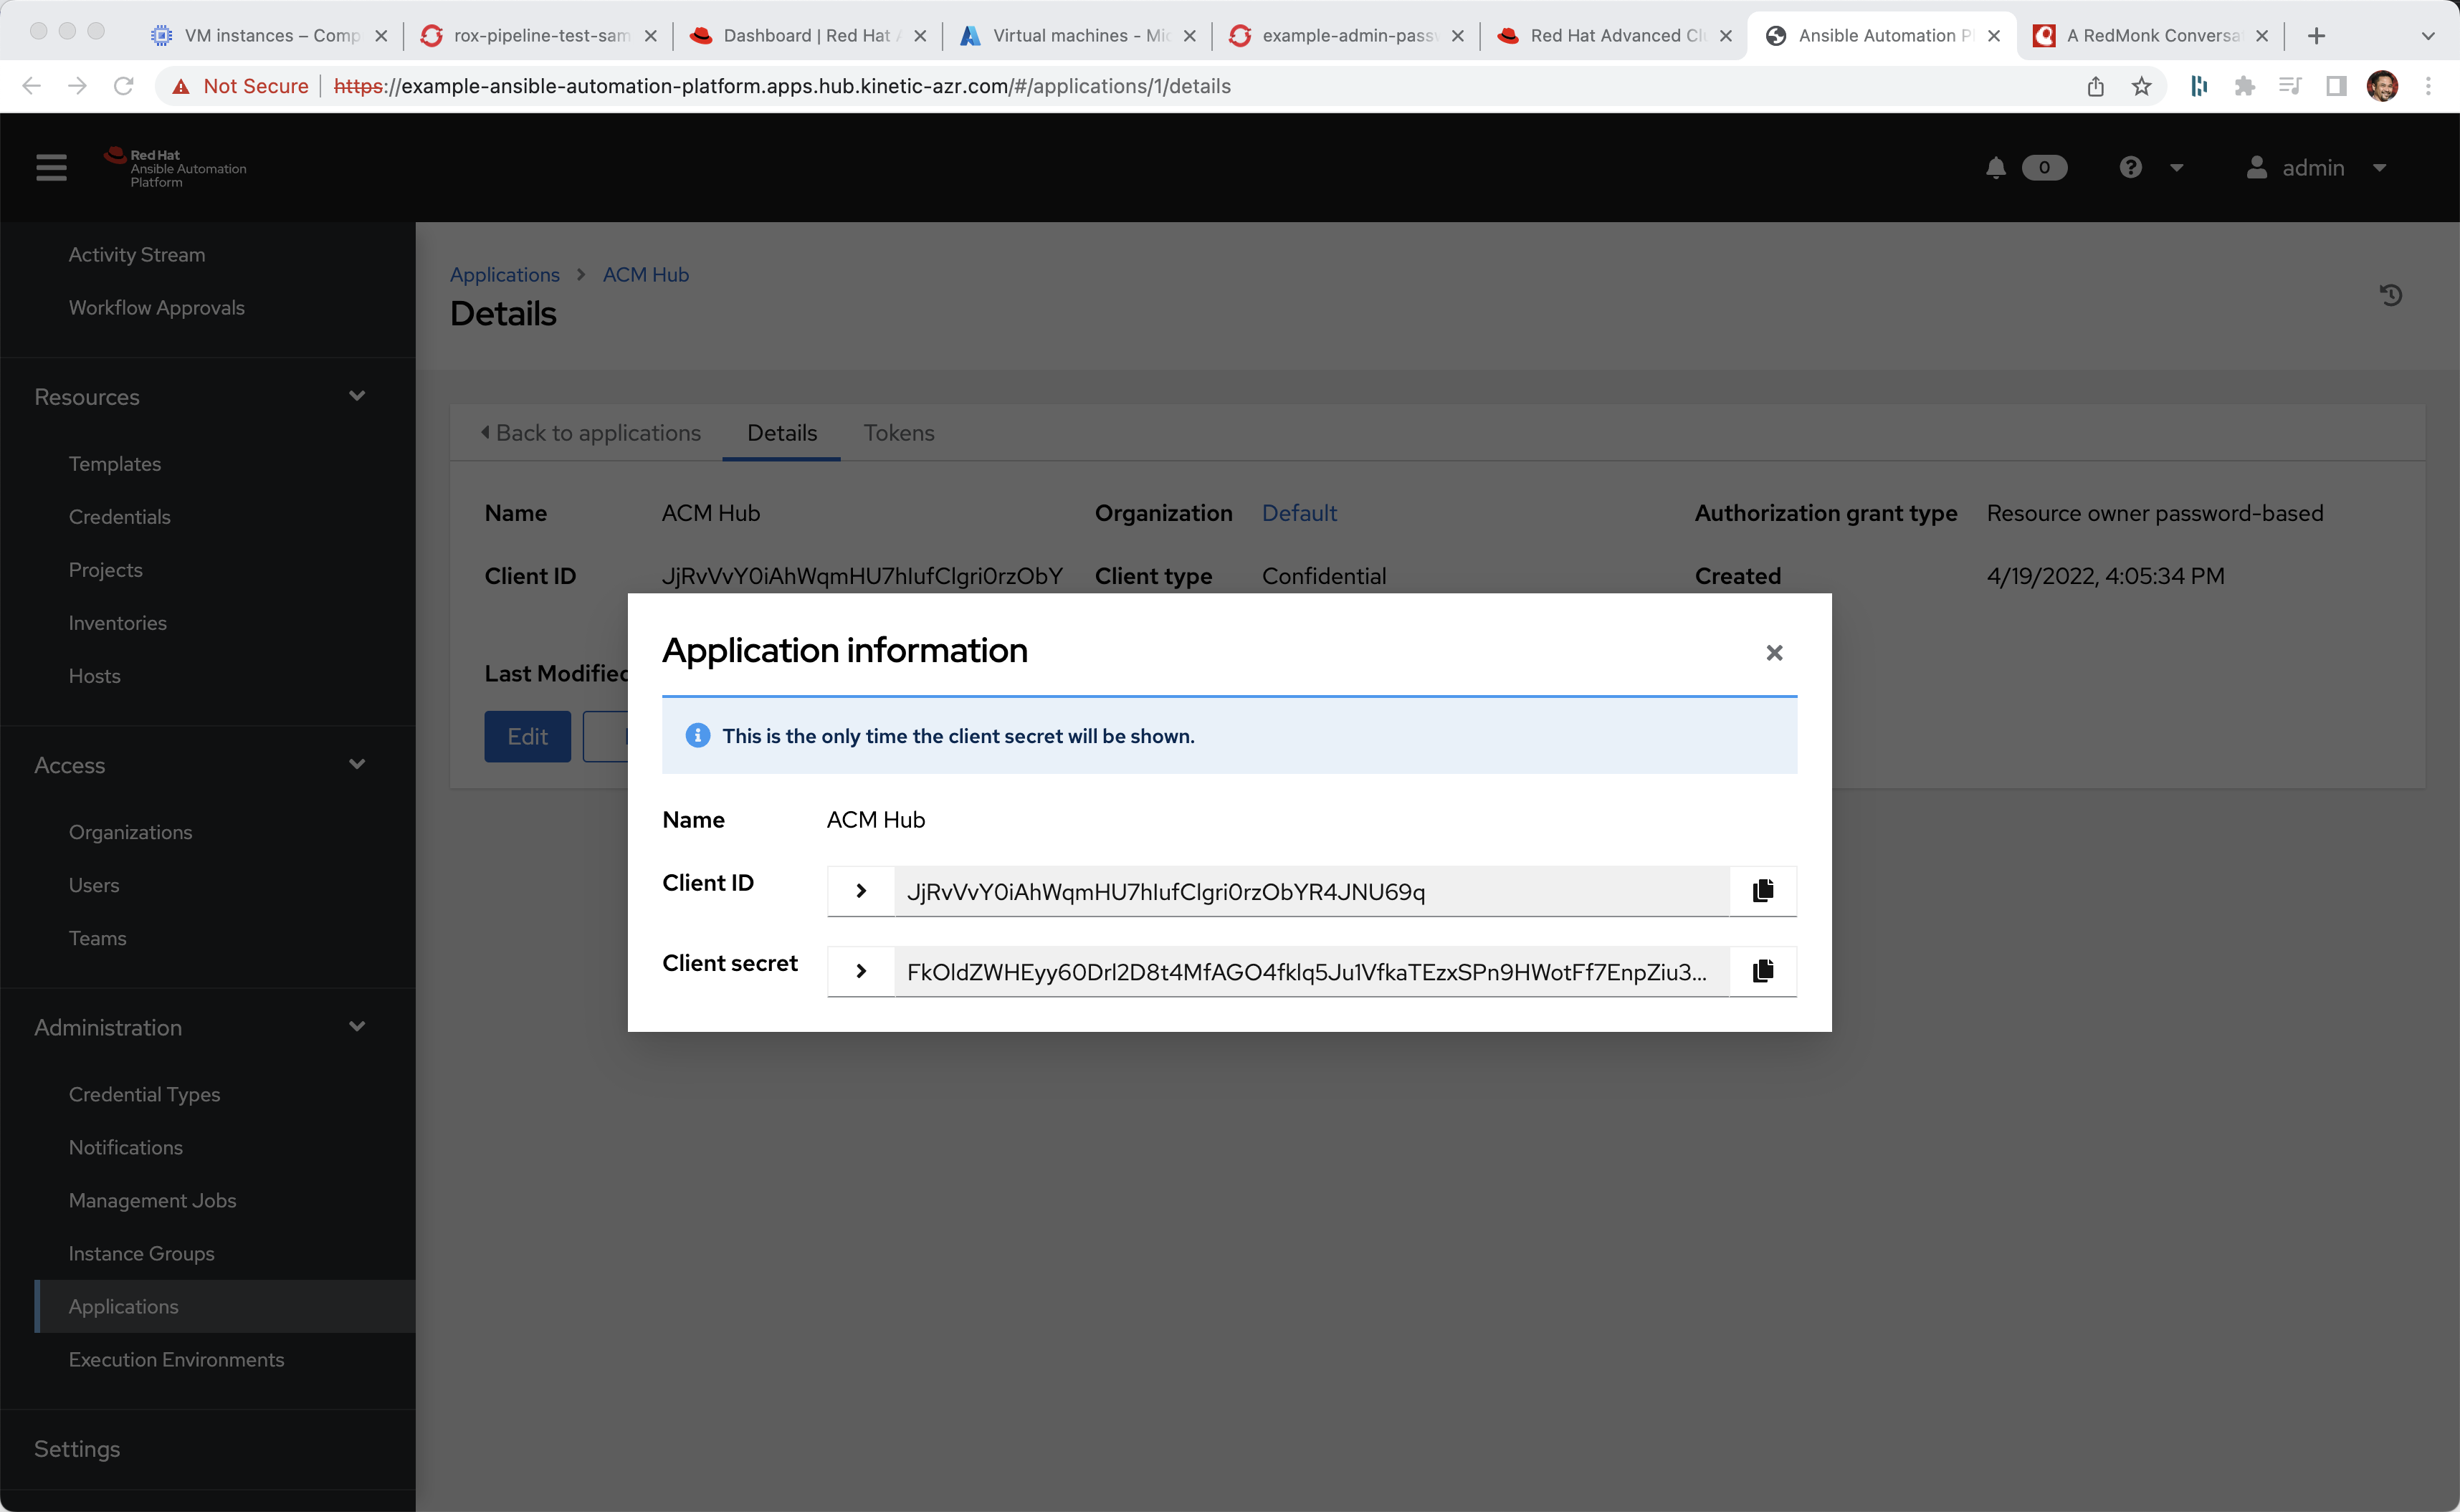 VM instances – Comp
rox-pipeline-test-sam
Dashboard | Red Hat A
Virtual machines - Mic
example-admin-passw
Red Hat Advanced Clu
Ansible Automation Pl
A RedMonk Conversa
Not Secure
https://example-ansible-automation-platform.apps.hub.kinetic-azr.com/#/applications/1/details
Red Hat
Ansible Automation
Platform
0
admin
Activity Stream
Workflow Approvals
Resources
Templates
Credentials
Projects
Inventories
Hosts
Access
Organizations
Users
Teams
Administration
Credential Types
Notifications
Management Jobs
Instance Groups
Applications
Execution Environments
Settings
Applications > ACM Hub
Details
Back to applications
Details
Tokens
Name ACM Hub
Organization Default
Authorization grant type Resource owner password-based
Client ID JjRvVvY0iAhWqmHU7hIufClgri0rzObY
Client type Confidential
Created 4/19/2022, 4:05:34 PM
Last Modified
Edit
Application information
This is the only time the client secret will be shown.
Name ACM Hub
Client ID JjRvVvY0iAhWqmHU7hIufClgri0rzObYR4JNU69q
Client secret FkOldZWHEyy60Drl2D8t4MfAGO4fklq5Ju1VfkaTEzxSPn9HWotFf7EnpZiu3...